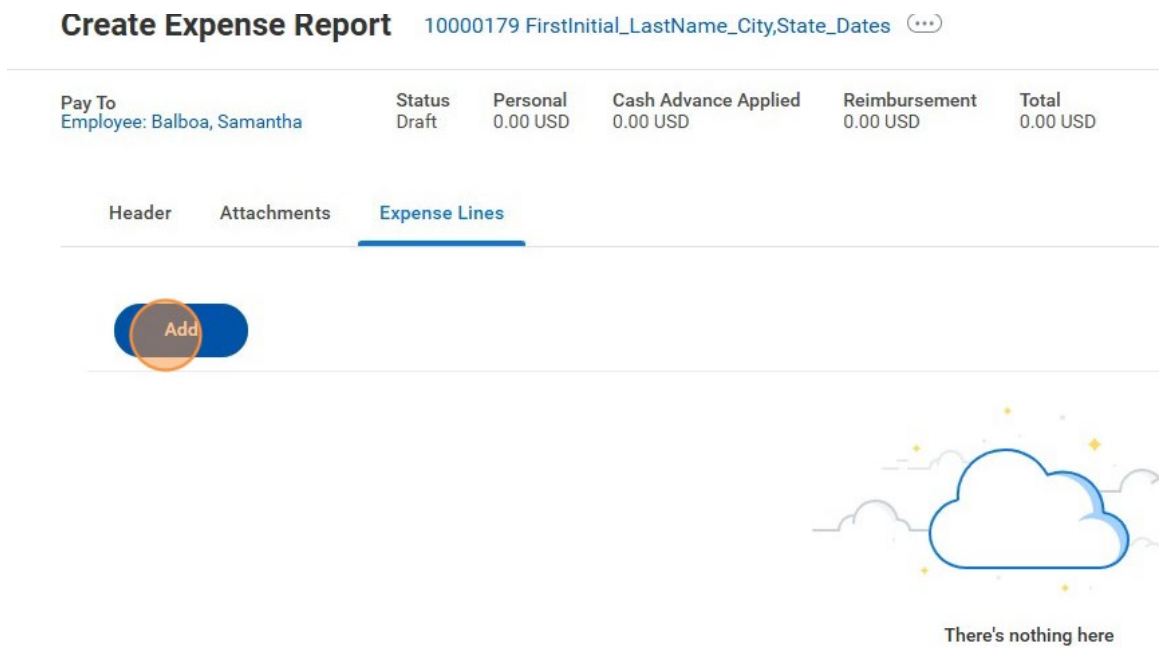 Create Expense Report 10000179 FirstInitial_LastName_City,State_Dates
Pay To Status Personal Cash Advance Applied Reimbursement Total
Employee: Balboa, Samantha Draft 0.00 USD 0.00 USD 0.00 USD 0.00 USD
Header Attachments Expense Lines
Add
There's nothing here